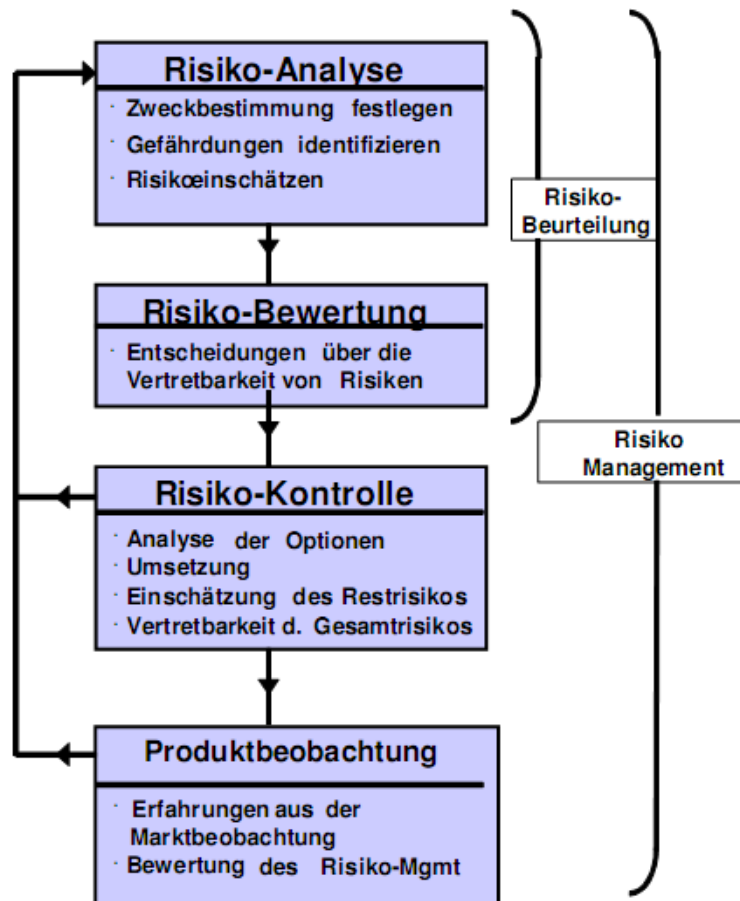 Risiko-Analyse
· Zweckbestimmung festlegen
· Gefährdungen identifizieren
· Risikoeinschätzen
Risiko-
Beurteilung
Risiko-Bewertung
· Entscheidungen über die
Vertretbarkeit von Risiken
Risiko
Management
Risiko-Kontrolle
· Analyse der Optionen
· Umsetzung
· Einschätzung des Restrisikos
· Vertretbarkeit d. Gesamtrisikos
Produktbeobachtung
· Erfahrungen aus der
Marktbeobachtung
· Bewertung des Risiko-Mgmt